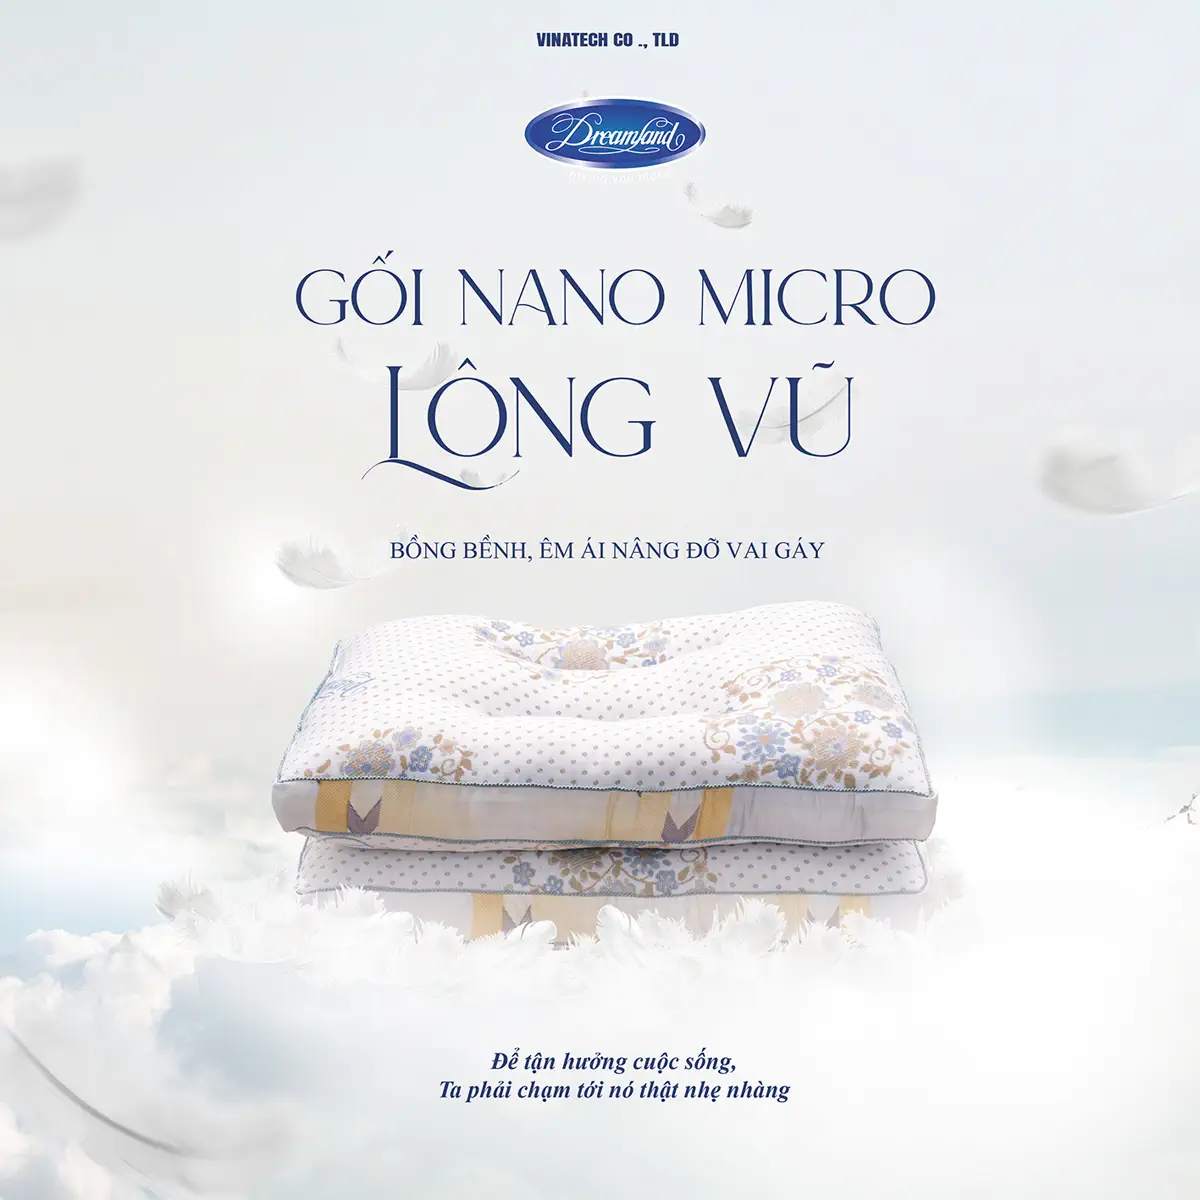 VINATECH CO ., TLD
Dreamland
GỐI NANO MICRO
LÔNG VŨ
BỒNG BỀNH, ÊM ÁI NÂNG ĐỠ VAI GÁY
Để tận hưởng cuộc sống,
Ta phải chạm tới nó thật nhẹ nhàng